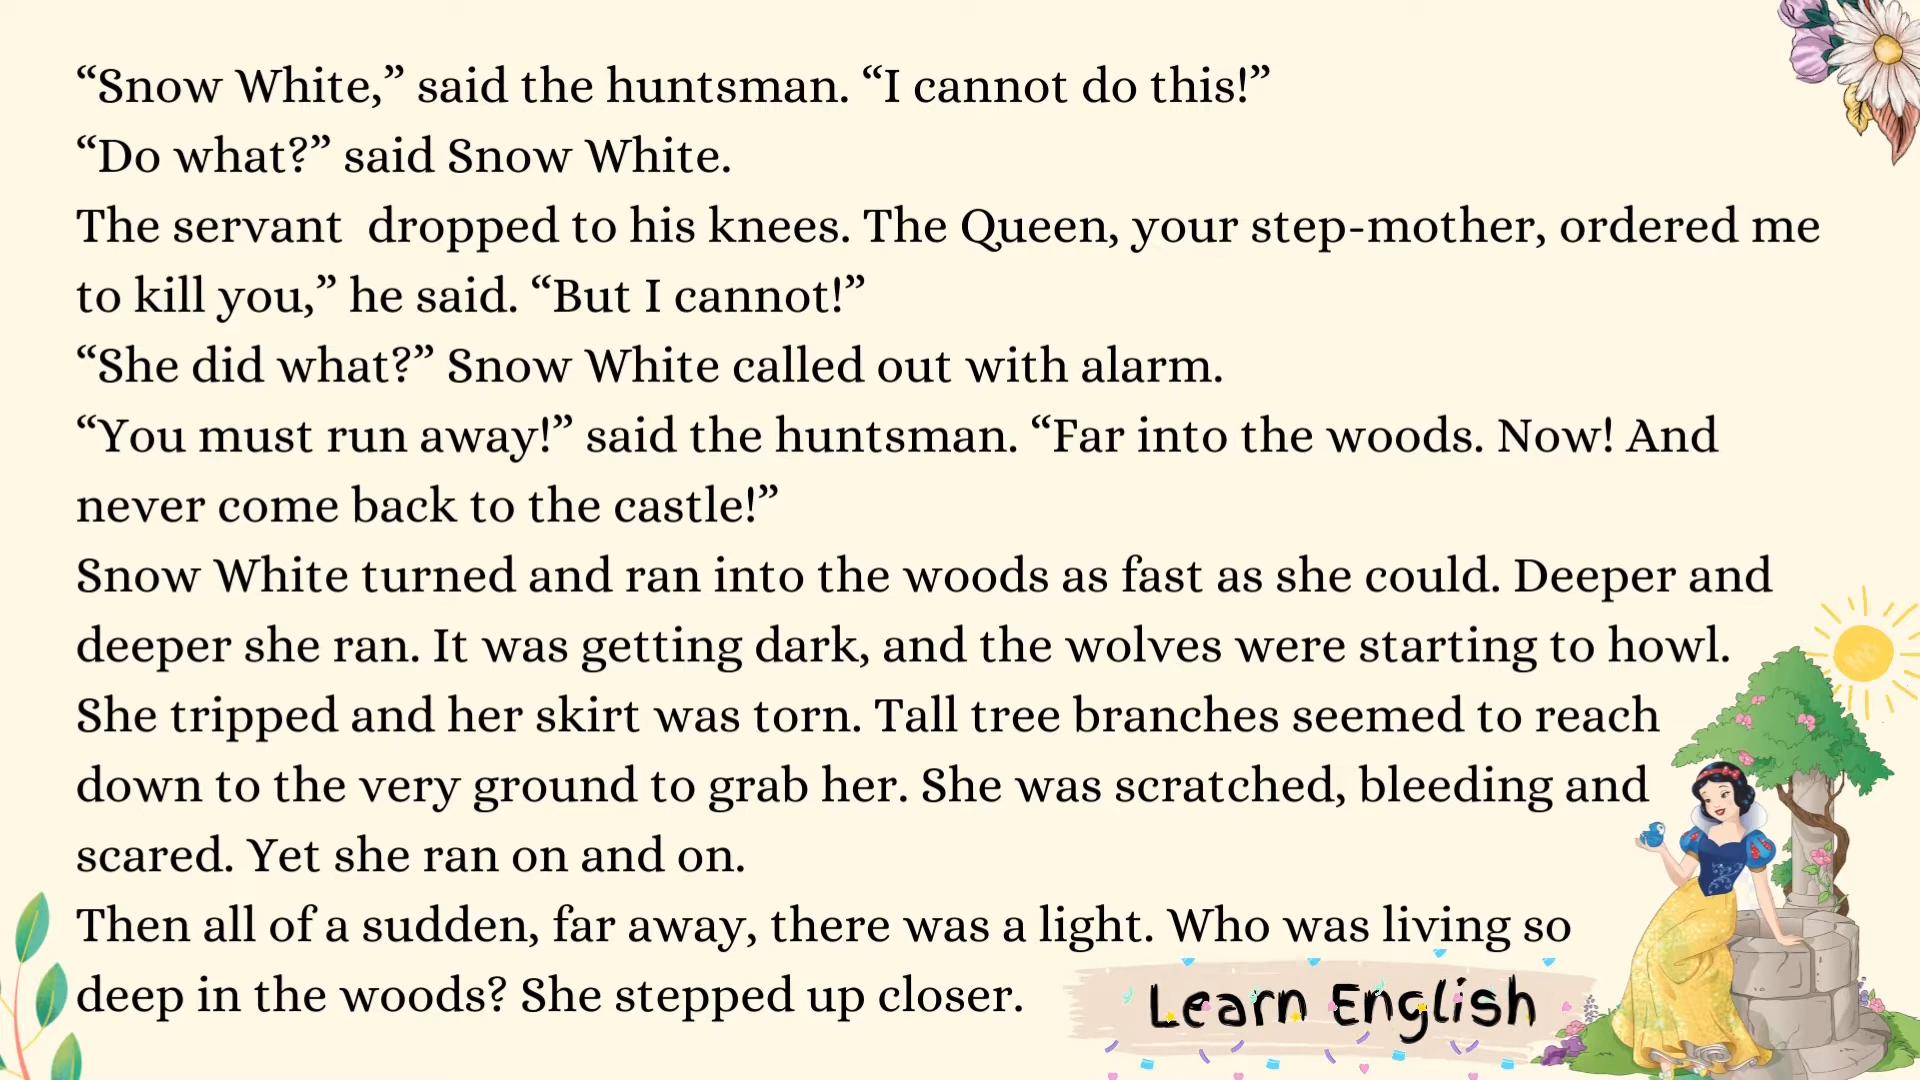 “Snow White,” said the huntsman. “I cannot do this!”
“Do what?” said Snow White.
The servant  dropped to his knees. The Queen, your step-mother, ordered me
to kill you,” he said. “But I cannot!”
“She did what?” Snow White called out with alarm.
“You must run away!” said the huntsman. “Far into the woods. Now! And
never come back to the castle!”
Snow White turned and ran into the woods as fast as she could. Deeper and
deeper she ran. It was getting dark, and the wolves were starting to howl.
She tripped and her skirt was torn. Tall tree branches seemed to reach
down to the very ground to grab her. She was scratched, bleeding and
scared. Yet she ran on and on.
Then all of a sudden, far away, there was a light. Who was living so
deep in the woods? She stepped up closer.
Learn English